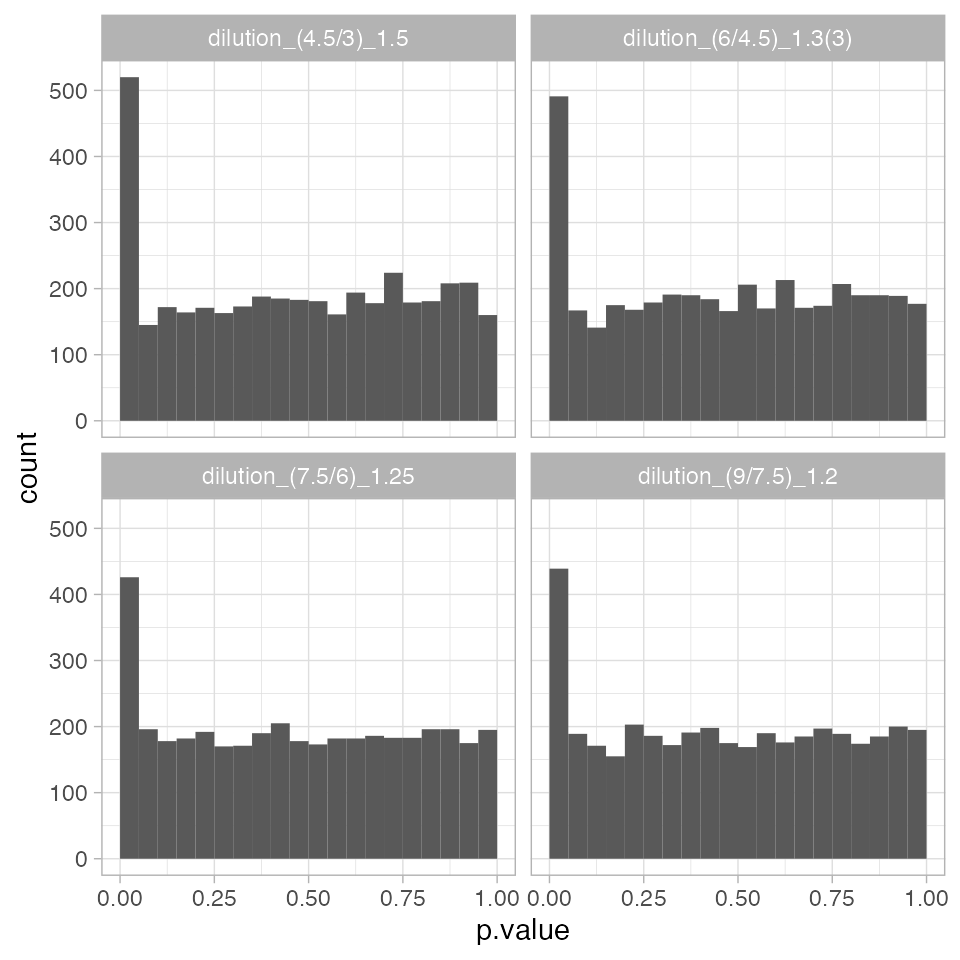 dilution_(4.5/3)_1.5
dilution_(6/4.5)_1.3(3)
500
400
300
200
100
0
dilution_(7.5/6)_1.25
dilution_(9/7.5)_1.2
500
400
300
200
100
0
count
0.00 0.25 0.50 0.75 1.00 0.00 0.25 0.50 0.75 1.00
p.value